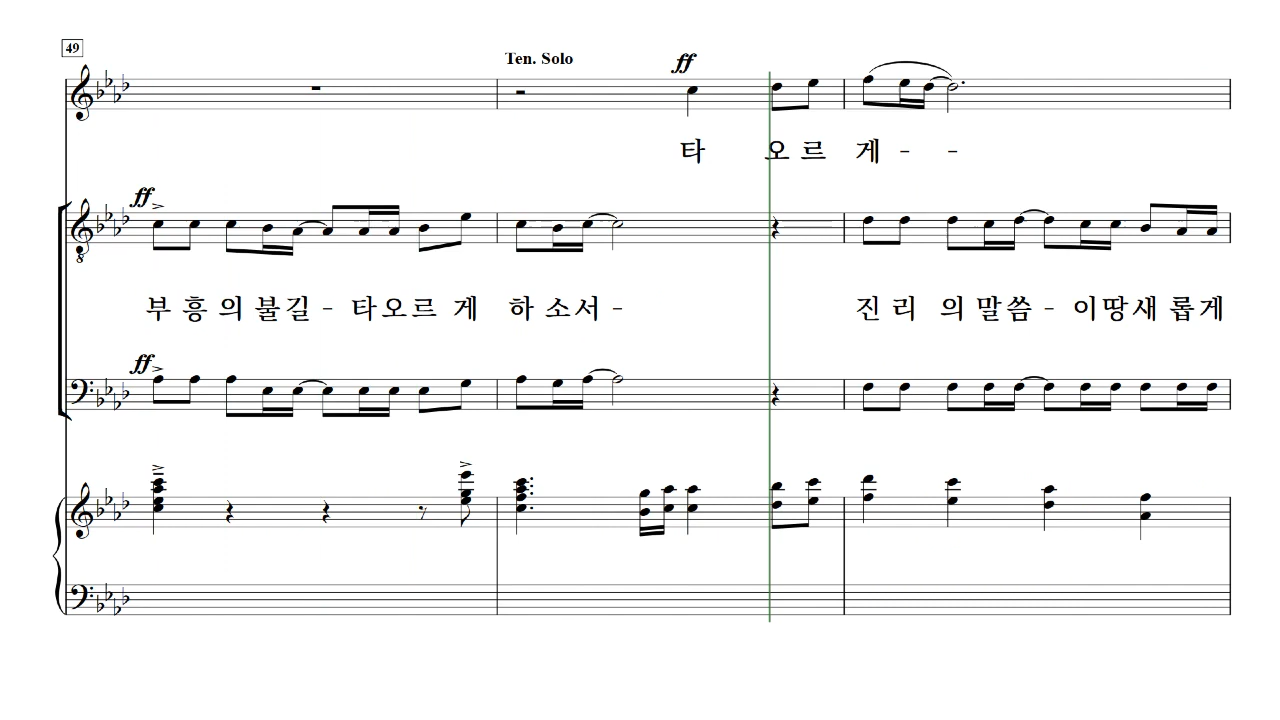 49
Ten. Solo
ff
타 오 르 게 - -
ff
부 흥 의 불 길 - 타 오 르 게 하 소 서 - 진 리 의 말 씀 - 이 땅 새 롭 게
ff